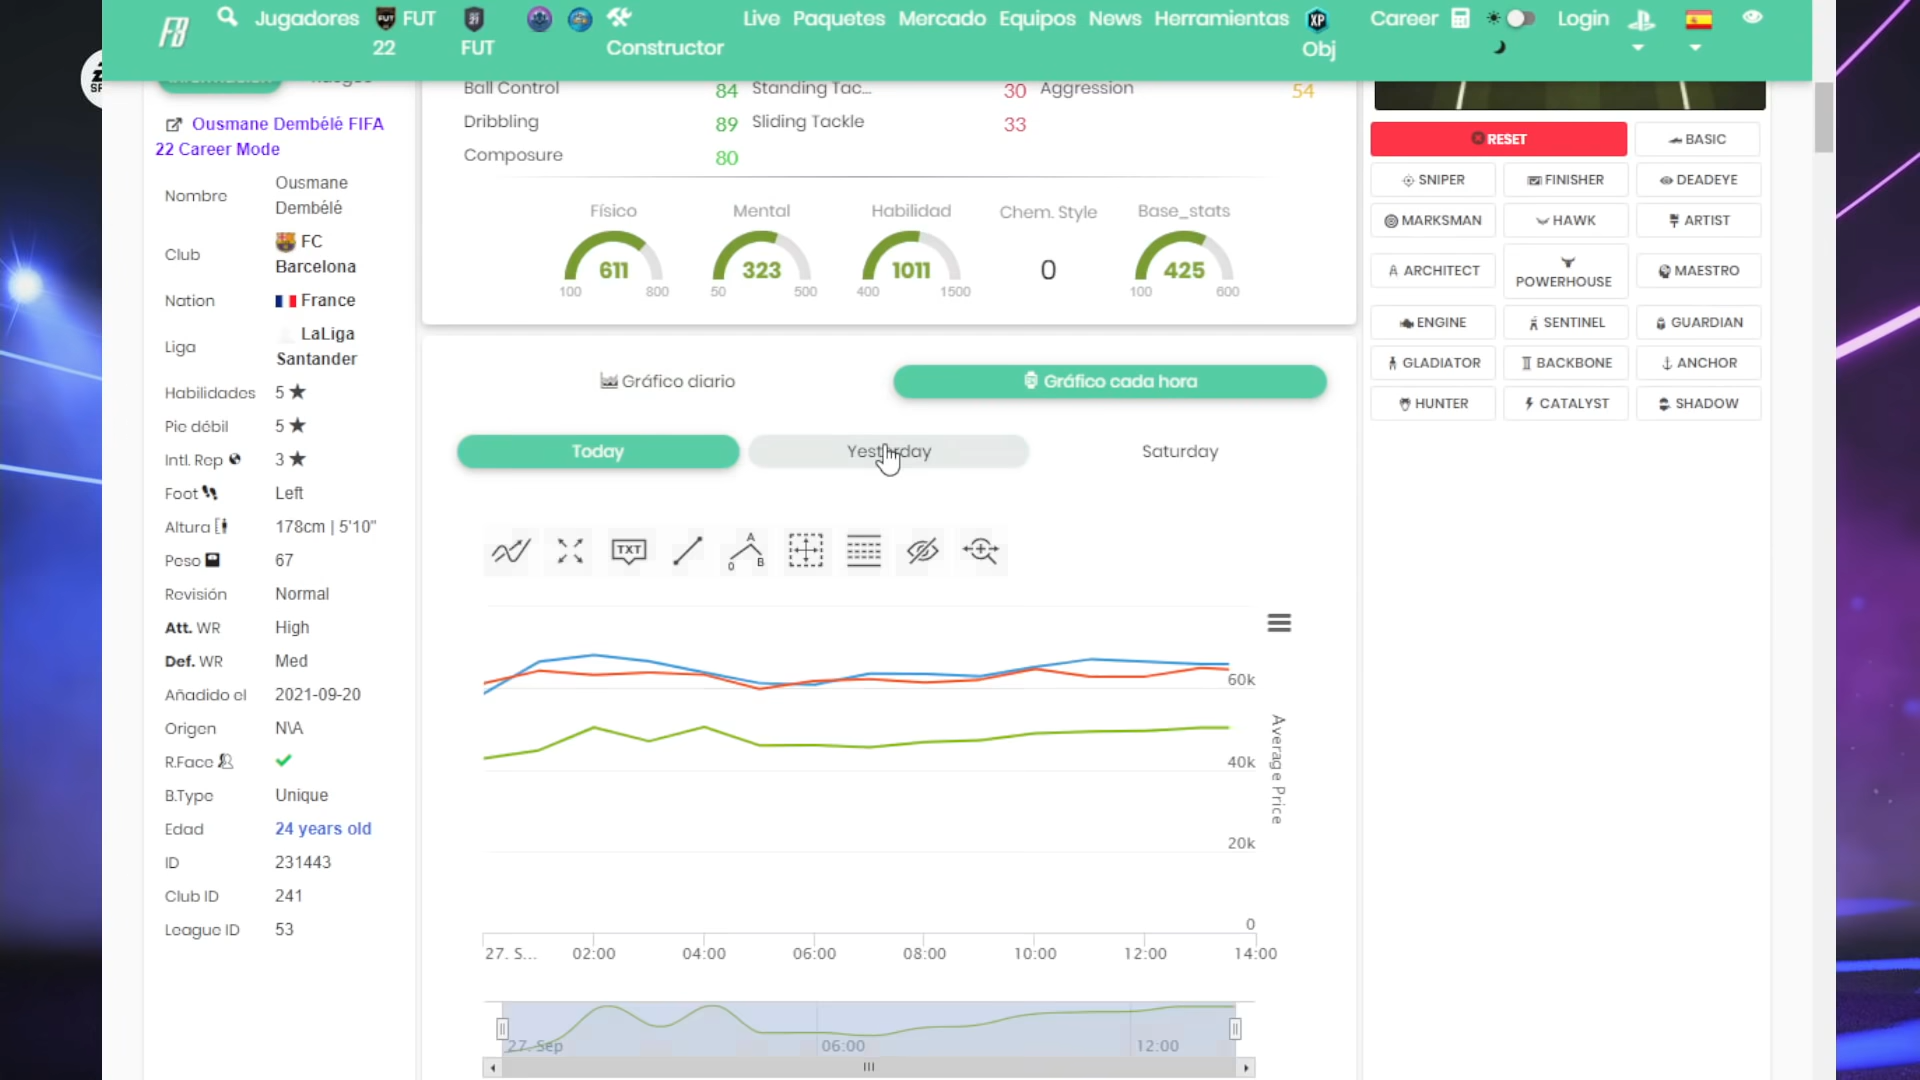 Jugadores
FUT 22
FUT
Constructor
Live Paquetes Mercado Equipos News Herramientas
XP
Obj
Career
Login
Ousmane Dembélé FIFA
22 Career Mode
Nombre Ousmane Dembélé
Club FC Barcelona
Nation France
Liga LaLiga Santander
Habilidades 5
Pie débil 5
Intl. Rep 3
Foot Left
Altura 178cm | 5'10"
Peso 67
Revisión Normal
Att. WR High
Def. WR Med
Añadido el 2021-09-20
Origen N\A
R.Face
B.Type Unique
Edad 24 years old
ID 231443
Club ID 241
League ID 53
Ball Control 84 Standing Tac... 30 Aggression 54
Dribbling 89 Sliding Tackle 33
Composure 80
Físico Mental Habilidad Chem. Style Base_stats
611 323 1011 0 425
100 800 50 500 400 1500 100 600
Gráfico diario Gráfico cada hora
Today Yesterday Saturday
TXT
A
0 B
60k
40k
20k
0
Average Price
27. S... 02:00 04:00 06:00 08:00 10:00 12:00 14:00
27. Sep 06:00 12:00
RESET BASIC
SNIPER FINISHER DEADEYE
MARKSMAN HAWK ARTIST
ARCHITECT POWERHOUSE MAESTRO
ENGINE SENTINEL GUARDIAN
GLADIATOR BACKBONE ANCHOR
HUNTER CATALYST SHADOW